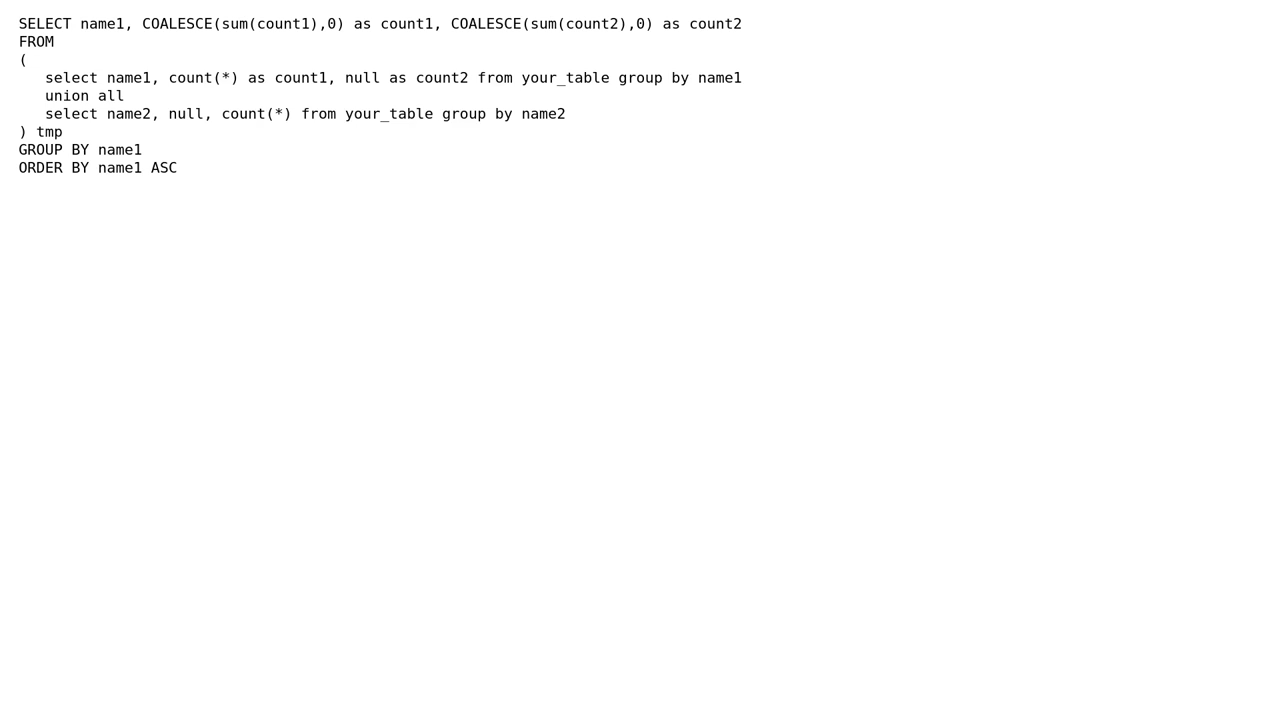 SELECT name1, COALESCE(sum(count1),0) as count1, COALESCE(sum(count2),0) as count2
FROM
(
   select name1, count(*) as count1, null as count2 from your_table group by name1
   union all
   select name2, null, count(*) from your_table group by name2
) tmp
GROUP BY name1
ORDER BY name1 ASC